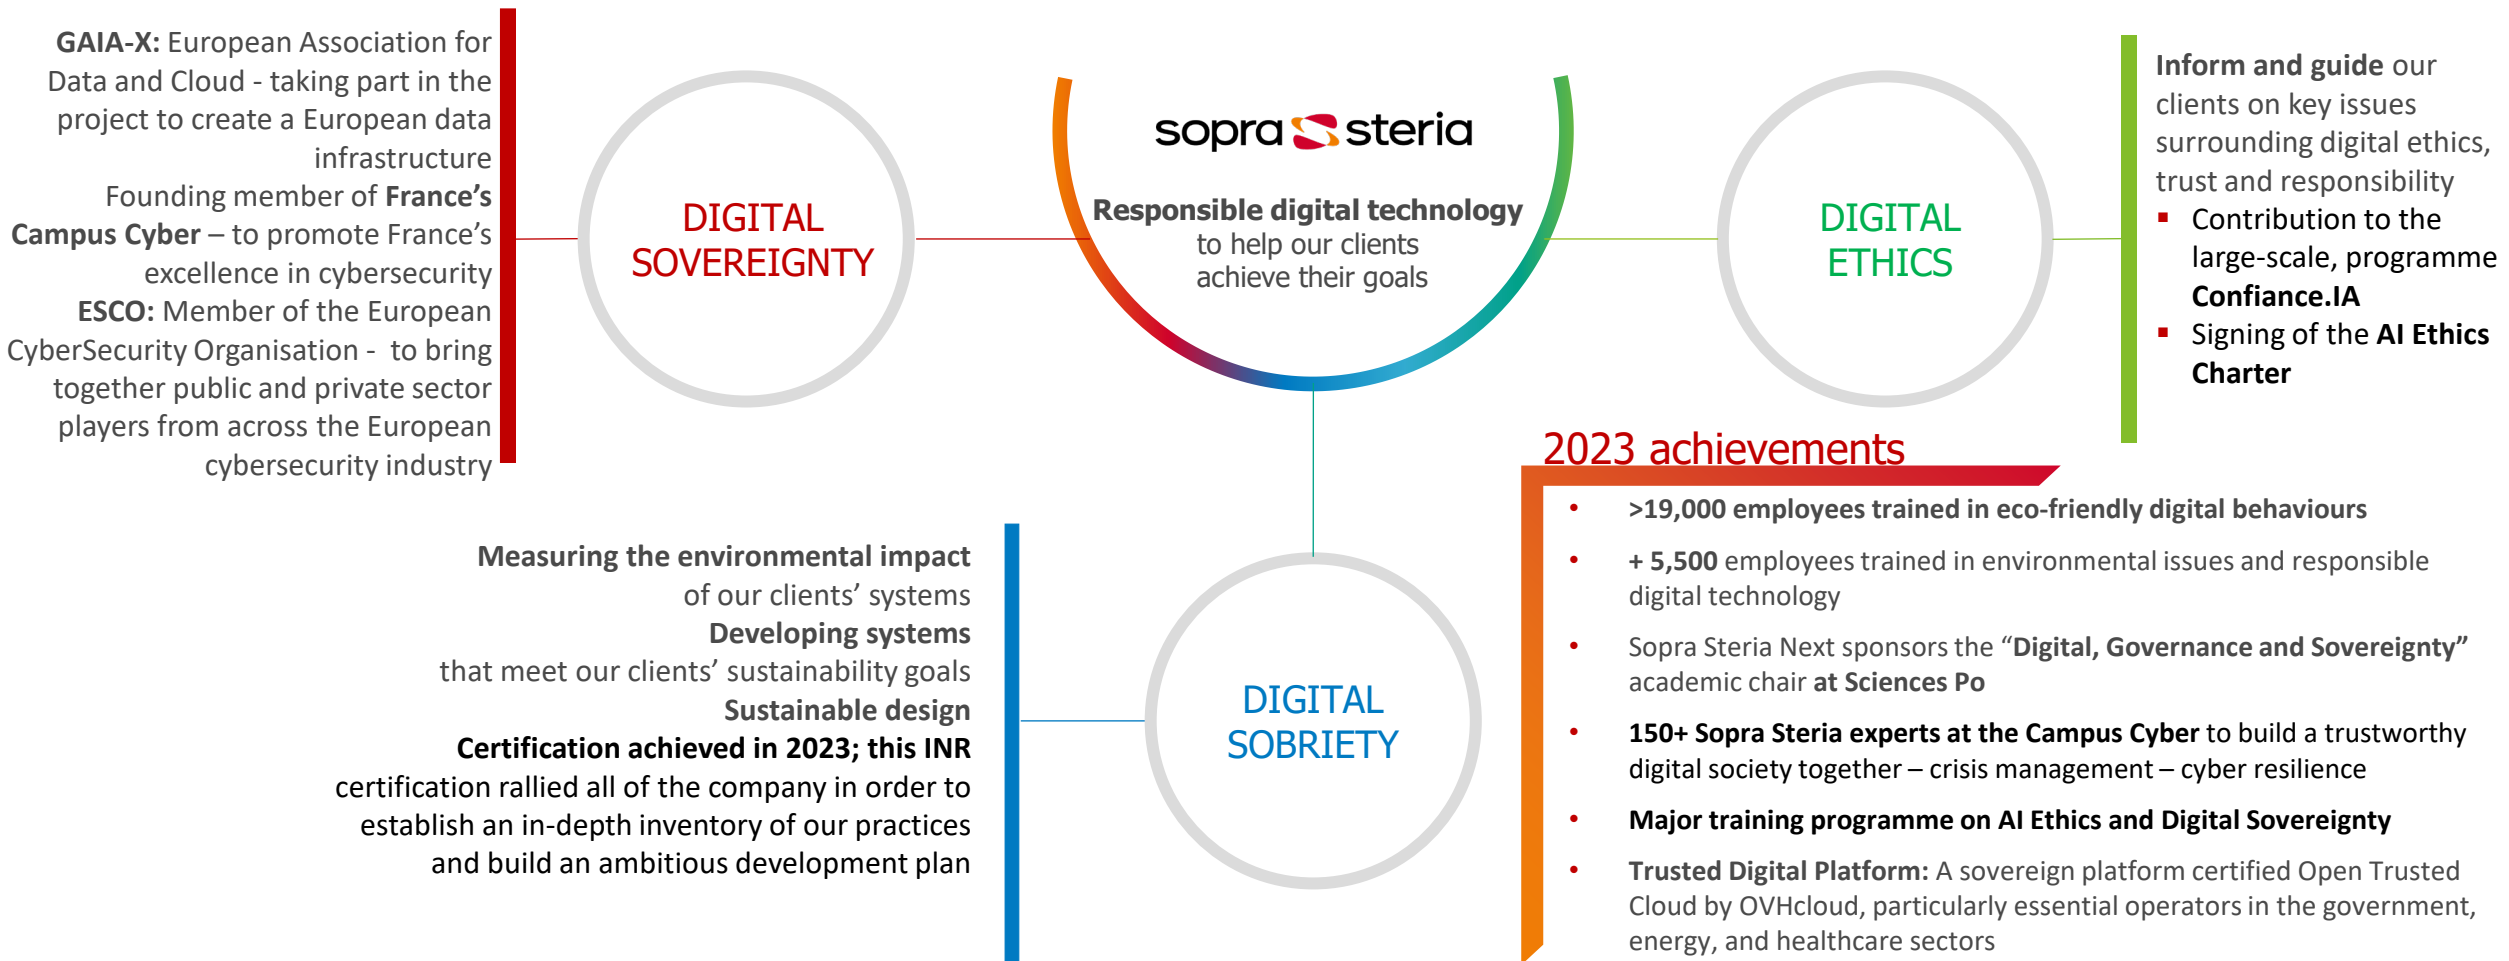 GAIA-X: European Association for
Data and Cloud - taking part in the
project to create a European data
infrastructure
Founding member of France’s
Campus Cyber – to promote France’s
excellence in cybersecurity
ESCO: Member of the European
CyberSecurity Organisation - to bring
together public and private sector
players from across the European
cybersecurity industry
DIGITAL
SOVEREIGNTY
sopra steria
Responsible digital technology
to help our clients
achieve their goals
DIGITAL
ETHICS
Inform and guide our
clients on key issues
surrounding digital ethics,
trust and responsibility
▪ Contribution to the
large-scale, programme
Confiance.IA
▪ Signing of the AI Ethics
Charter
Measuring the environmental impact
of our clients’ systems
Developing systems
that meet our clients’ sustainability goals
Sustainable design
Certification achieved in 2023; this INR
certification rallied all of the company in order to
establish an in-depth inventory of our practices
and build an ambitious development plan
DIGITAL
SOBRIETY
2023 achievements
• >19,000 employees trained in eco-friendly digital behaviours
• + 5,500 employees trained in environmental issues and responsible
digital technology
• Sopra Steria Next sponsors the “Digital, Governance and Sovereignty”
academic chair at Sciences Po
• 150+ Sopra Steria experts at the Campus Cyber to build a trustworthy
digital society together – crisis management – cyber resilience
• Major training programme on AI Ethics and Digital Sovereignty
• Trusted Digital Platform: A sovereign platform certified Open Trusted
Cloud by OVHcloud, particularly essential operators in the government,
energy, and healthcare sectors